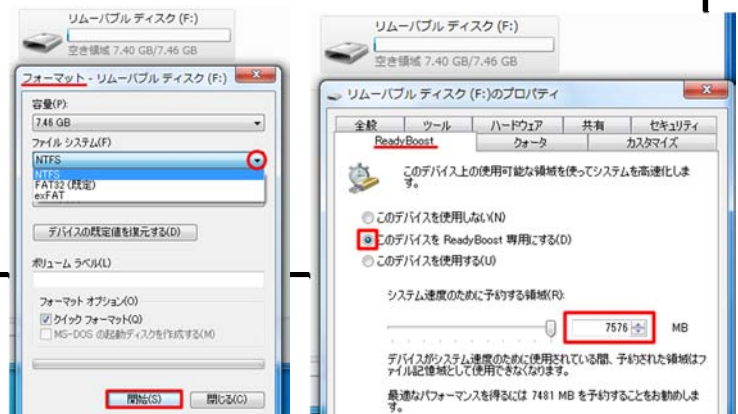 リムーバブル ディスク (F:)
空き領域 7.40 GB/7.46 GB
フォーマット - リムーバブル ディスク (F:)
容量(P):
7.46 GB
ファイル システム(F)
NTFS
NTFS
FAT32 (既定)
exFAT
デバイスの既定値を復元する(D)
ボリューム ラベル(L)
フォーマット オプション(O)
クイック フォーマット(Q)
MS-DOS の起動ディスクを作成する(M)
開始(S)
閉じる(C)
リムーバブル ディスク (F:)
空き領域 7.40 GB/7.46 GB
リムーバブル ディスク (F:)のプロパティ
全般 ツール ハードウェア 共有 セキュリティ
ReadyBoost クォータ カスタマイズ
このデバイス上の使用可能な領域を使ってシステムを高速化しま
す。
このデバイスを使用しない(N)
このデバイスを ReadyBoost 専用にする(D)
このデバイスを使用する(U)
システム速度のために予約する領域(R):
7576 MB
デバイスがシステム速度のために使用されている間、予約された領域はフ
ァイル記憶域として使用できなくなります。
最適なパフォーマンスを得るには 7481 MB を予約することをお勧めしま
す。